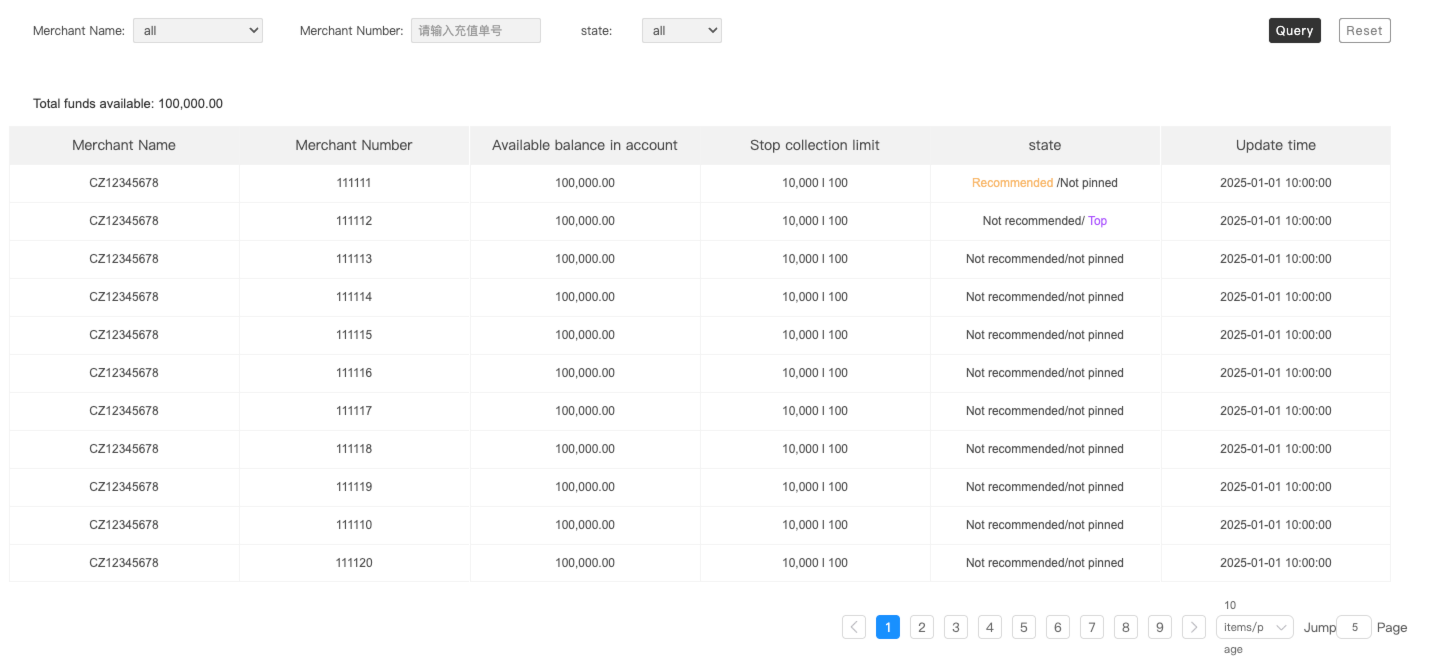 Merchant Name: all Merchant Number: 请输入充值单号 state: all Query Reset
Total funds available: 100,000.00
Merchant Name Merchant Number Available balance in account Stop collection limit state Update time
CZ12345678 111111 100,000.00 10,000 l 100 Recommended /Not pinned 2025-01-01 10:00:00
CZ12345678 111112 100,000.00 10,000 l 100 Not recommended/ Top 2025-01-01 10:00:00
CZ12345678 111113 100,000.00 10,000 l 100 Not recommended/not pinned 2025-01-01 10:00:00
CZ12345678 111114 100,000.00 10,000 l 100 Not recommended/not pinned 2025-01-01 10:00:00
CZ12345678 111115 100,000.00 10,000 l 100 Not recommended/not pinned 2025-01-01 10:00:00
CZ12345678 111116 100,000.00 10,000 l 100 Not recommended/not pinned 2025-01-01 10:00:00
CZ12345678 111117 100,000.00 10,000 l 100 Not recommended/not pinned 2025-01-01 10:00:00
CZ12345678 111118 100,000.00 10,000 l 100 Not recommended/not pinned 2025-01-01 10:00:00
CZ12345678 111119 100,000.00 10,000 l 100 Not recommended/not pinned 2025-01-01 10:00:00
CZ12345678 111110 100,000.00 10,000 l 100 Not recommended/not pinned 2025-01-01 10:00:00
CZ12345678 111120 100,000.00 10,000 l 100 Not recommended/not pinned 2025-01-01 10:00:00
10
1 2 3 4 5 6 7 8 9 items/p Jump 5 Page
age